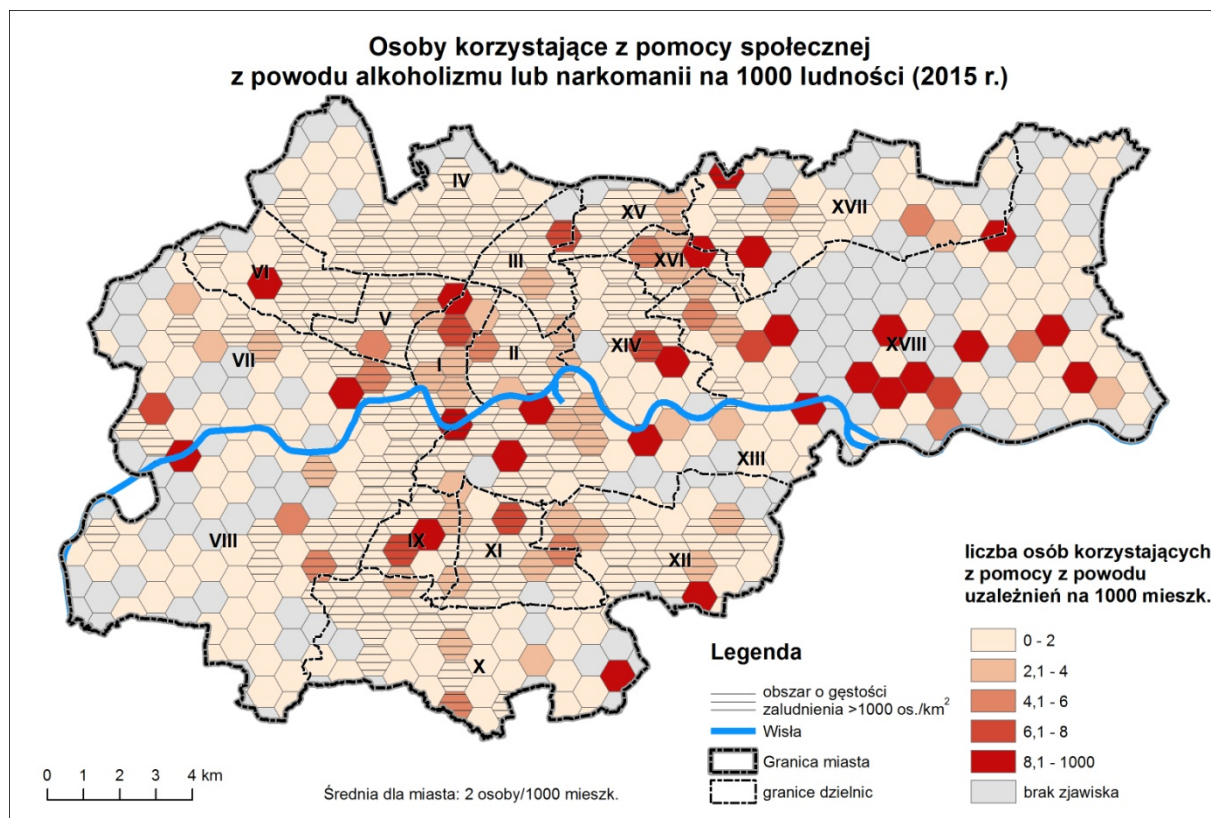 Osoby korzystające z pomocy społecznej
z powodu alkoholizmu lub narkomanii na 1000 ludności (2015 r.)
IV
XV
XVII
III
XVI
VI
V
XIV
XVIII
VII
I
II
XIII
VIII
IX
XI
XII
X
liczba osób korzystających
z pomocy z powodu
uzależnień na 1000 mieszk.
0 - 2
2,1 - 4
4,1 - 6
6,1 - 8
8,1 - 1000
brak zjawiska
Legenda
obszar o gęstości
zaludnienia >1000 os./km²
Wisła
Granica miasta
granice dzielnic
0 1 2 3 4 km
Średnia dla miasta: 2 osoby/1000 mieszk.